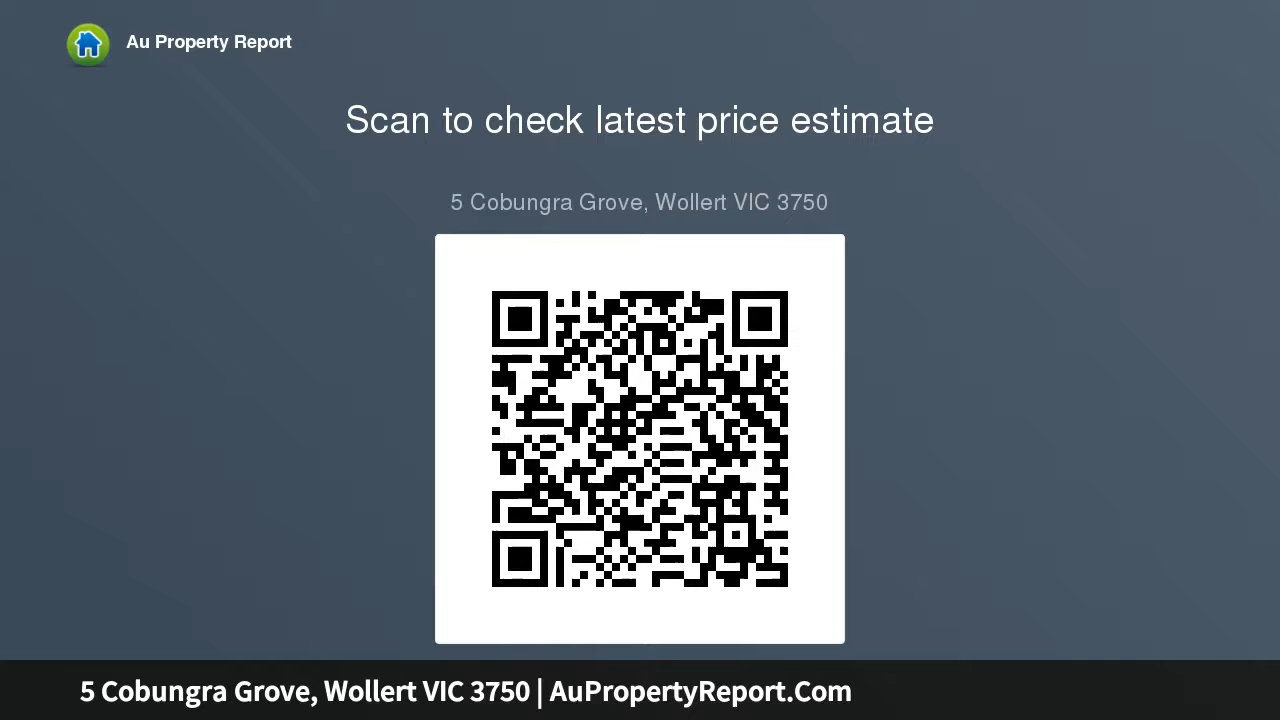 Au Property Report
Scan to check latest price estimate
5 Cobungra Grove, Wollert VIC 3750
5 Cobungra Grove, Wollert VIC 3750 | AuPropertyReport.Com